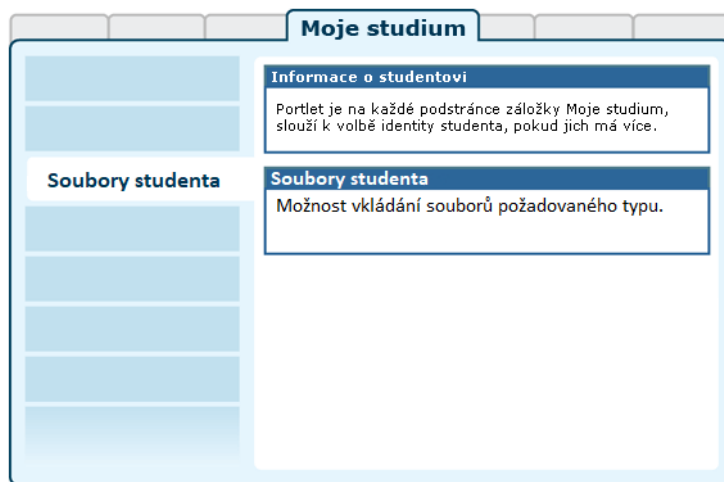 Moje studium
Informace o studentovi
Portlet je na každé podstránce záložky Moje studium,
slouží k volbě identity studenta, pokud jich má více.
Soubory studenta
Soubory studenta
Možnost vkládání souborů požadovaného typu.